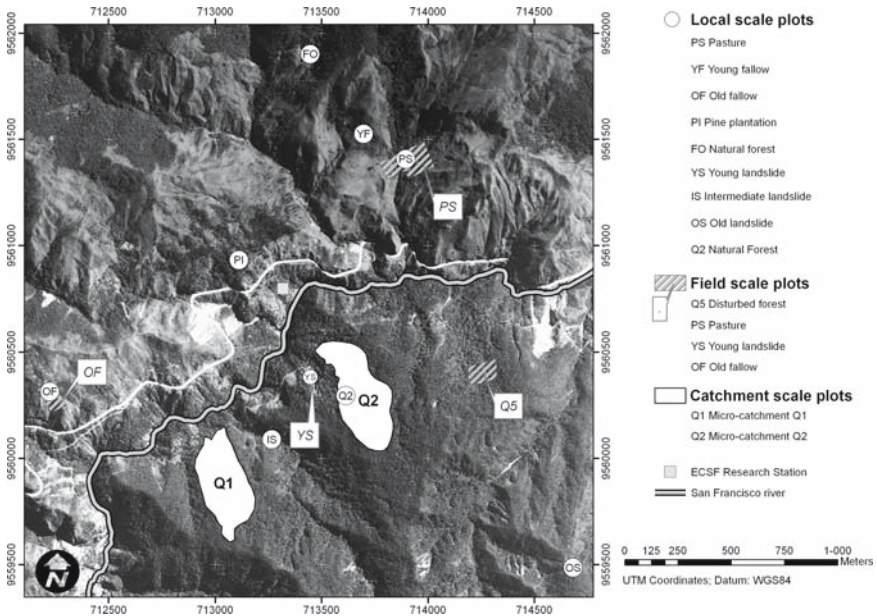 712500 713000 713500 714000 714500
9562000
9561500
9561000
9560500
9560000
9559500
9562000
9561500
9561000
9560500
9560000
9559500
FO
YF
PS
PS
PI
OF
OF
YS
Q2
Q2
Q5
YS
IS
Q1
OS
N
712500 713000 713500 714000 714500
Local scale plots
PS Pasture
YF Young fallow
OF Old fallow
PI Pine plantation
FO Natural forest
YS Young landslide
IS Intermediate landslide
OS Old landslide
Q2 Natural Forest
Field scale plots
Q5 Disturbed forest
PS Pasture
YS Young landslide
OF Old fallow
Catchment scale plots
Q1 Micro-catchment Q1
Q2 Micro-catchment Q2
ECSF Research Station
San Francisco river
0 125 250 500 750 1-000
Meters
UTM Coordinates; Datum: WGS84